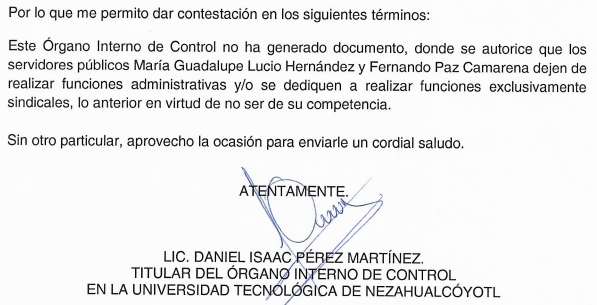 Por lo que me permito dar contestación en los siguientes términos:
Este Órgano Interno de Control no ha generado documento, donde se autorice que los
servidores públicos María Guadalupe Lucio Hernández y Fernando Paz Camarena dejen de
realizar funciones administrativas y/o se dediquen a realizar funciones exclusivamente
sindicales, lo anterior en virtud de no ser de su competencia.
Sin otro particular, aprovecho la ocasión para enviarle un cordial saludo.
ATENTAMENTE.
LIC. DANIEL ISAAC PÉREZ MARTÍNEZ.
TITULAR DEL ÓRGANO INTERNO DE CONTROL
EN LA UNIVERSIDAD TECNOLÓGICA DE NEZAHUALCÓYOTL